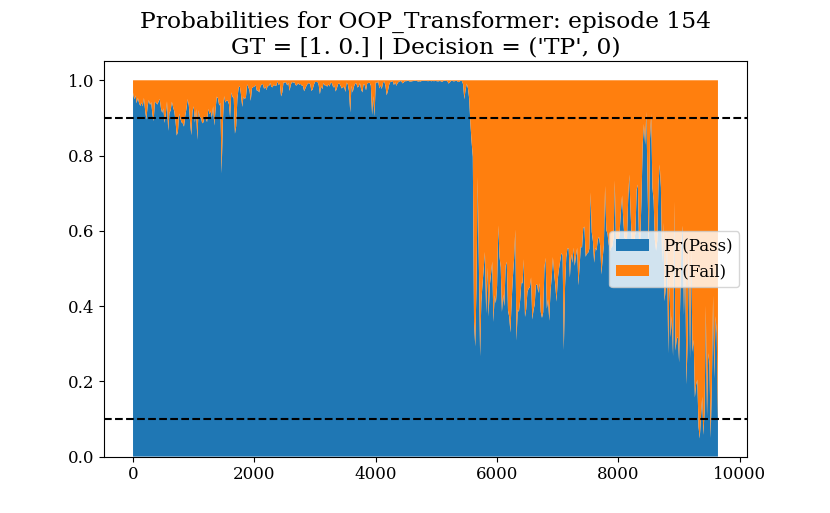 Probabilities for OOP_Transformer: episode 154
GT = [1. 0.] | Decision = ('TP', 0)
1.0
0.8
0.6
0.4
0.2
0.0
Pr(Pass)
Pr(Fail)
0 2000 4000 6000 8000 10000